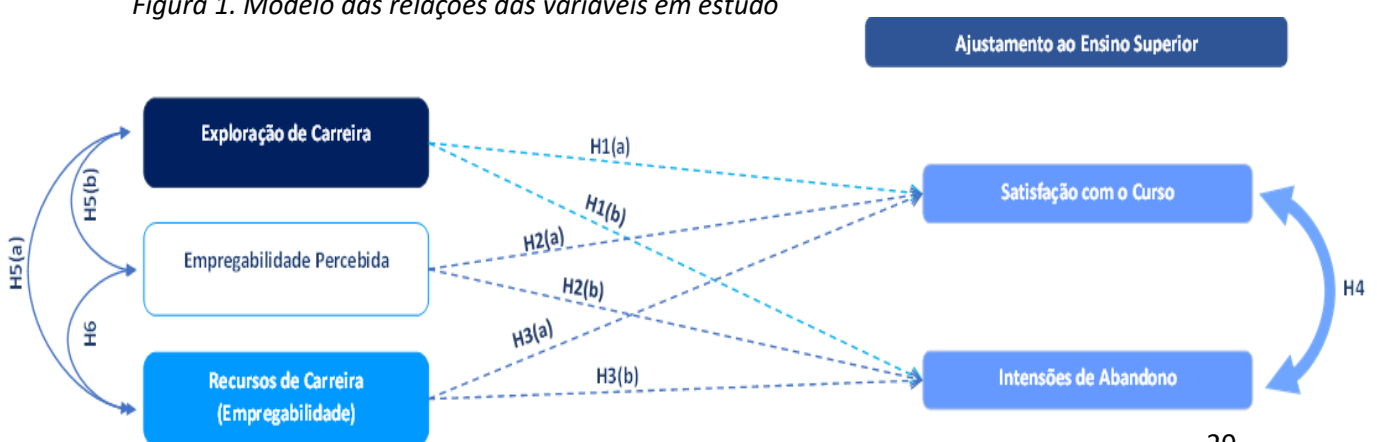 Figura 1. Modelo das relações das variáveis em estudo
Ajustamento ao Ensino Superior
Exploração de Carreira
H1(a)
Satisfação com o Curso
H5(b)
H1(b)
H5(a)
Empregabilidade Percebida
H2(a)
H2(b)
H4
H6
H3(a)
Recursos de Carreira
(Empregabilidade)
H3(b)
Intensões de Abandono